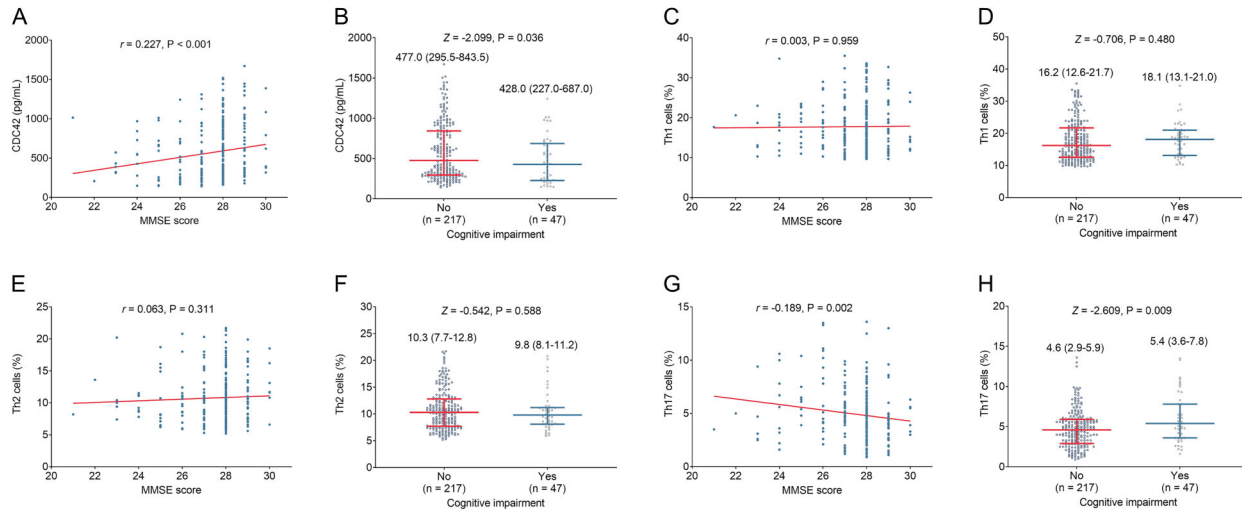 A
r = 0.227, P < 0.001
2000
1500
1000
500
0
CDC42 (pg/mL)
20
22
24
26
28
30
MMSE score
B
Z = -2.099, P = 0.036
477.0 (295.5-843.5)
428.0 (227.0-687.0)
2000
1500
1000
500
0
CDC42 (pg/mL)
No
(n = 217)
Yes
(n = 47)
Cognitive impairment
C
r = 0.003, P = 0.959
40
30
20
10
0
Th1 cells (%)
20
22
24
26
28
30
MMSE score
D
Z = -0.706, P = 0.480
16.2 (12.6-21.7)
18.1 (13.1-21.0)
50
40
30
20
10
0
Th1 cells (%)
No
(n = 217)
Yes
(n = 47)
Cognitive impairment
E
r = 0.063, P = 0.311
25
20
15
10
5
0
Th2 cells (%)
20
22
24
26
28
30
MMSE score
F
Z = -0.542, P = 0.588
10.3 (7.7-12.8)
9.8 (8.1-11.2)
30
25
20
15
10
5
0
Th2 cells (%)
No
(n = 217)
Yes
(n = 47)
Cognitive impairment
G
r = -0.189, P = 0.002
15
10
5
0
Th17 cells (%)
20
22
24
26
28
30
MMSE score
H
Z = -2.609, P = 0.009
4.6 (2.9-5.9)
5.4 (3.6-7.8)
20
15
10
5
0
Th17 cells (%)
No
(n = 217)
Yes
(n = 47)
Cognitive impairment